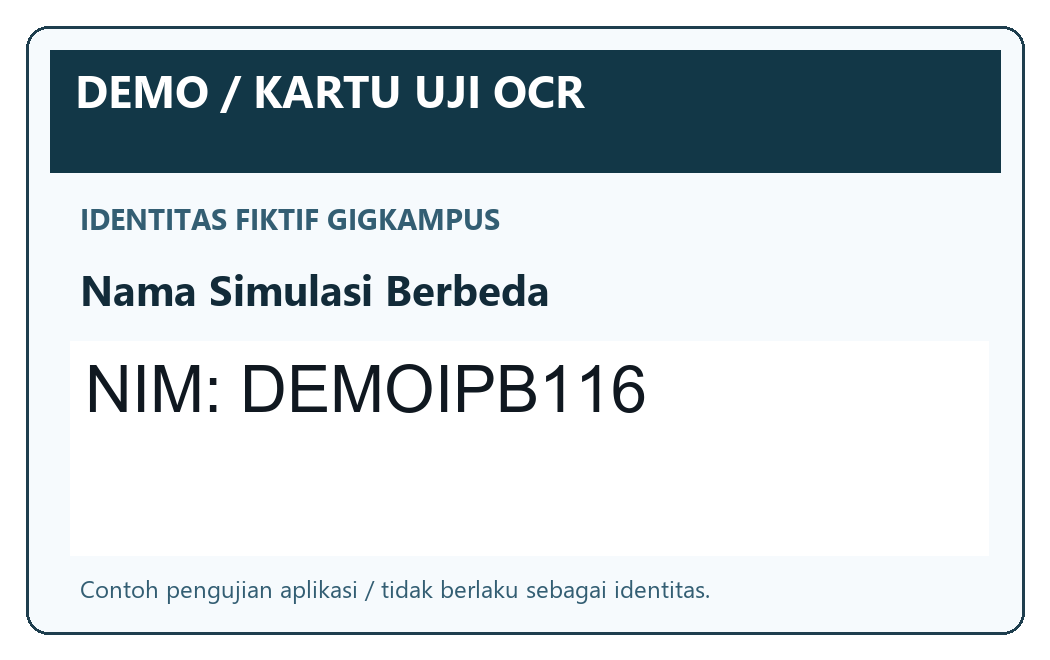 DEMO / KARTU UJI OCR
IDENTITAS FIKTIF GIGKAMPUS
Nama Simulasi Berbeda
NIM: DEMOIPB116
Contoh pengujian aplikasi / tidak berlaku sebagai identitas.